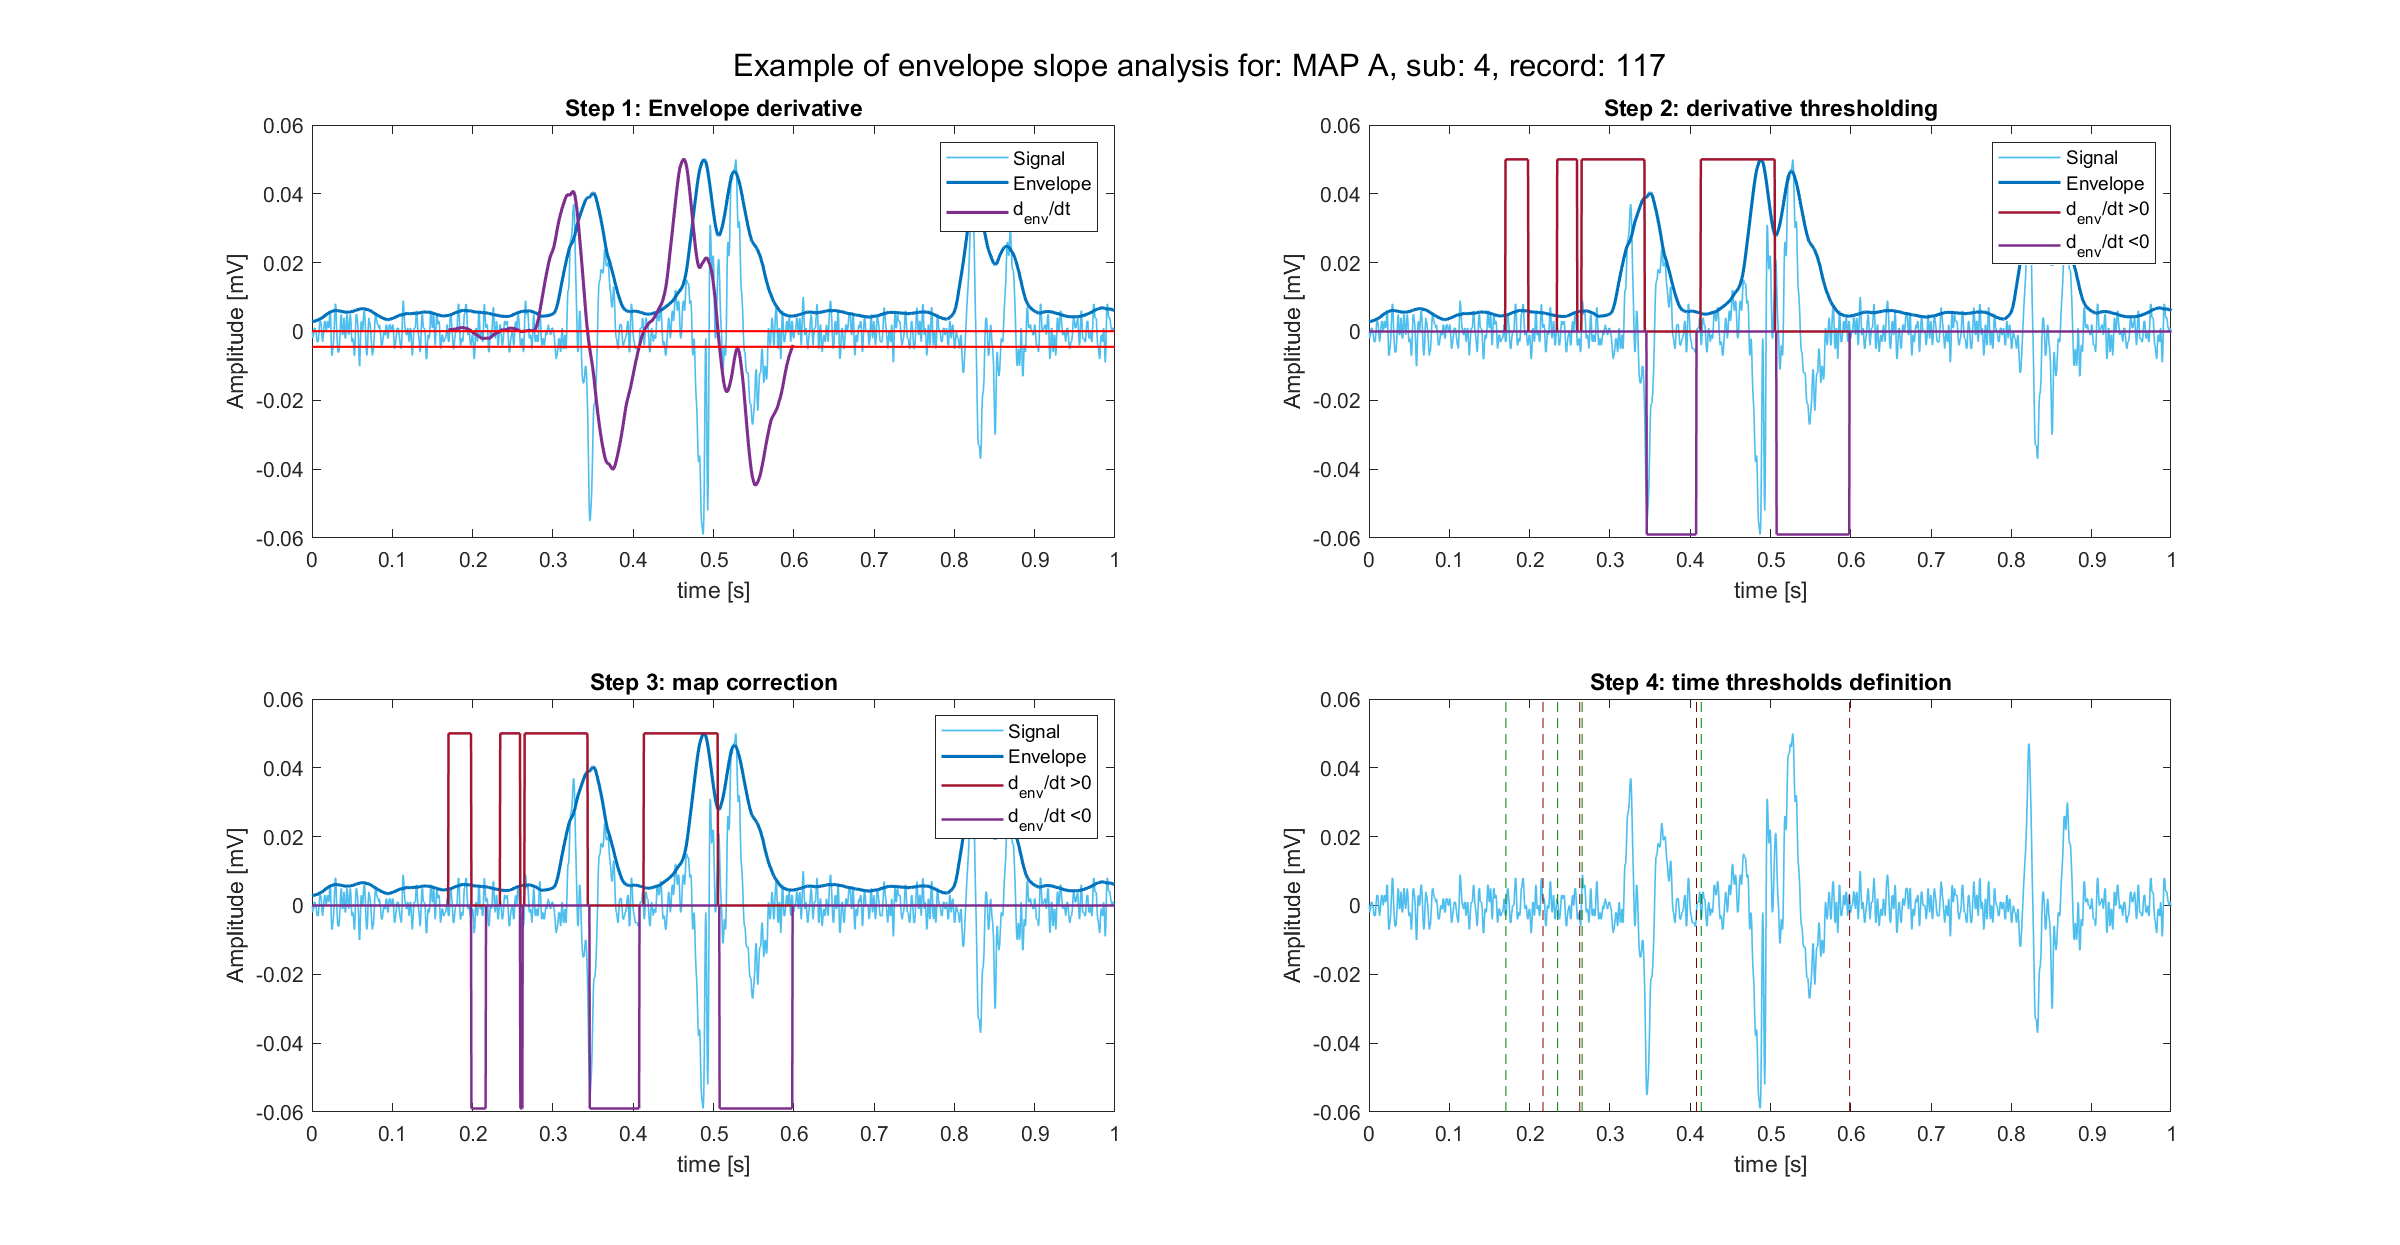 Example of envelope slope analysis for: MAP A, sub: 4, record: 117
Step 1: Envelope derivative
0.06
0.04
0.02
0
-0.02
-0.04
-0.06
Amplitude [mV]
Signal
Envelope
d_env/dt
0 0.1 0.2 0.3 0.4 0.5 0.6 0.7 0.8 0.9 1
time [s]
Step 2: derivative thresholding
0.06
0.04
0.02
0
-0.02
-0.04
-0.06
Amplitude [mV]
Signal
Envelope
d_env/dt >0
d_env/dt <0
0 0.1 0.2 0.3 0.4 0.5 0.6 0.7 0.8 0.9 1
time [s]
Step 3: map correction
0.06
0.04
0.02
0
-0.02
-0.04
-0.06
Amplitude [mV]
Signal
Envelope
d_env/dt >0
d_env/dt <0
0 0.1 0.2 0.3 0.4 0.5 0.6 0.7 0.8 0.9 1
time [s]
Step 4: time thresholds definition
0.06
0.04
0.02
0
-0.02
-0.04
-0.06
Amplitude [mV]
0 0.1 0.2 0.3 0.4 0.5 0.6 0.7 0.8 0.9 1
time [s]